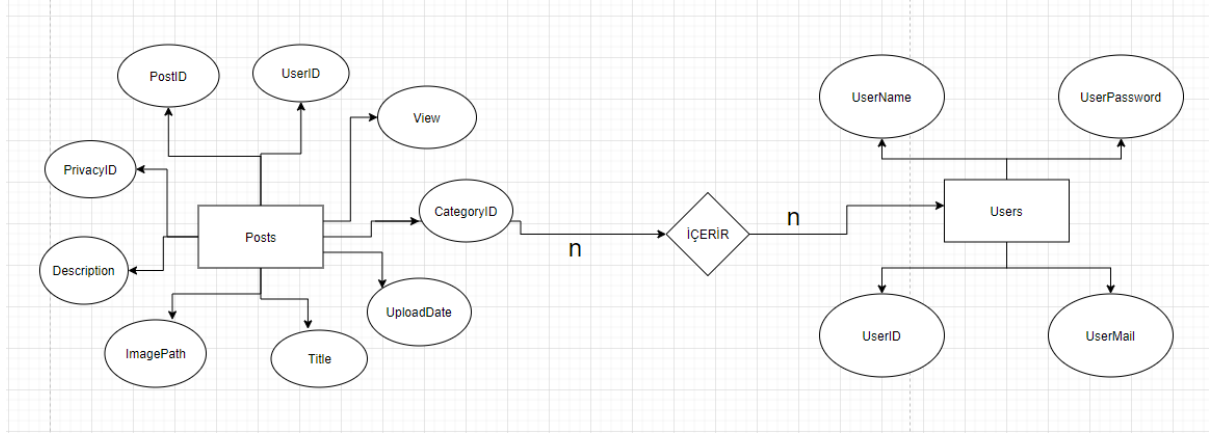 PostID
UserID
View
PrivacyID
CategoryID
Posts
Description
UploadDate
ImagePath
Title
n
İÇERİR
n
UserName
UserPassword
Users
UserID
UserMail